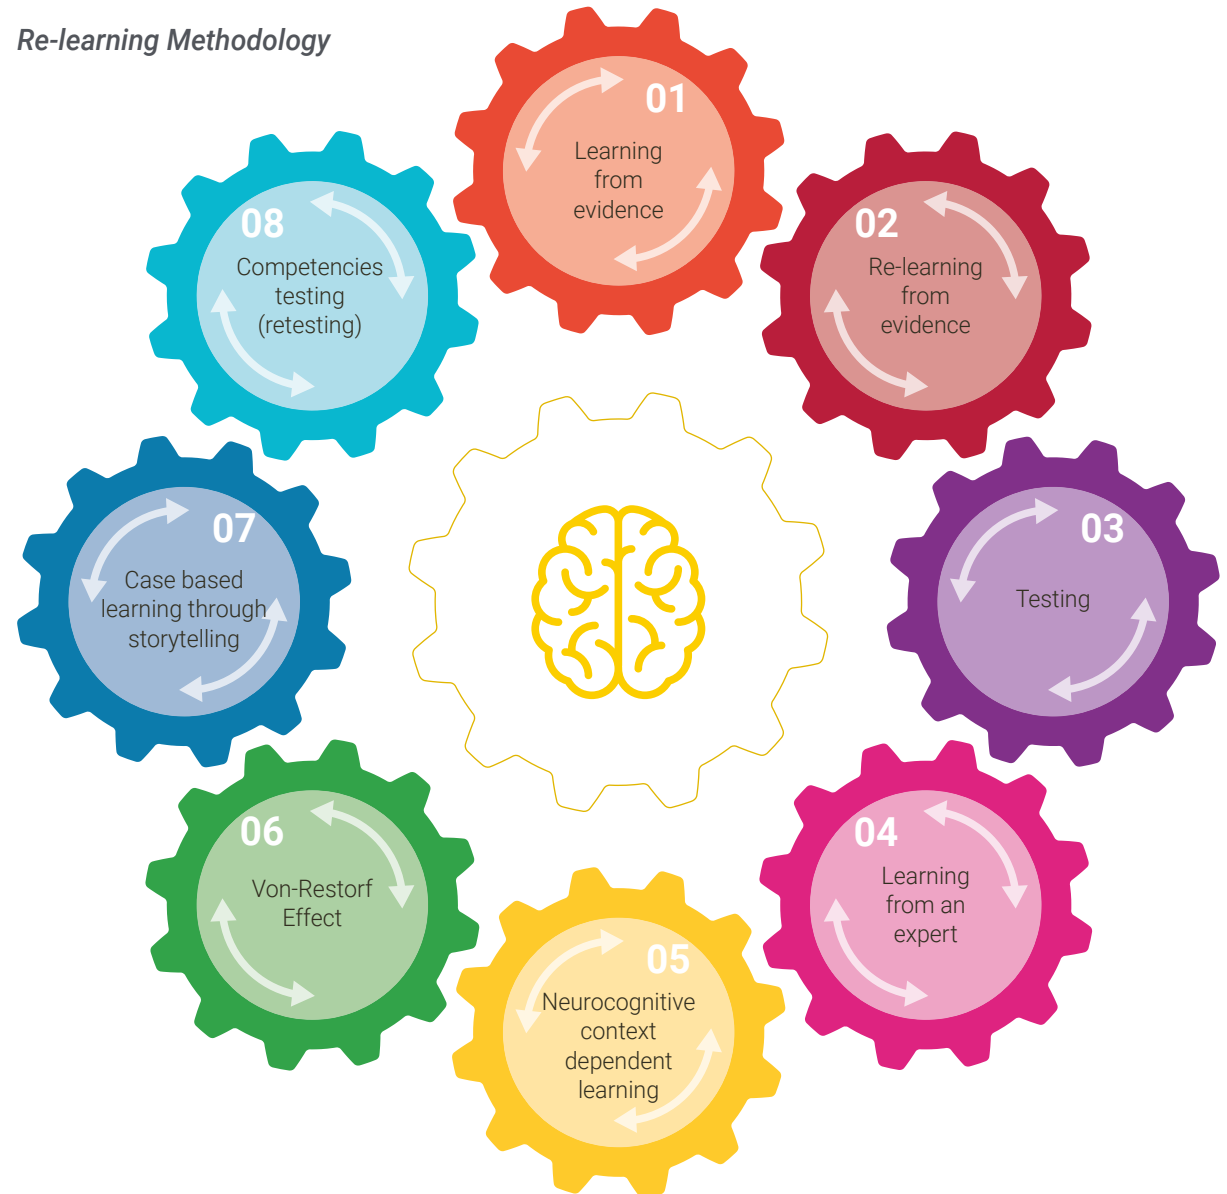 Re-learning Methodology
01
Learning
from
evidence
02
Re-learning
from
evidence
03
Testing
04
Learning
from an
expert
05
Neurocognitive
context
dependent
learning
06
Von-Restorf
Effect
07
Case based
learning through
storytelling
08
Competencies
testing
(retesting)